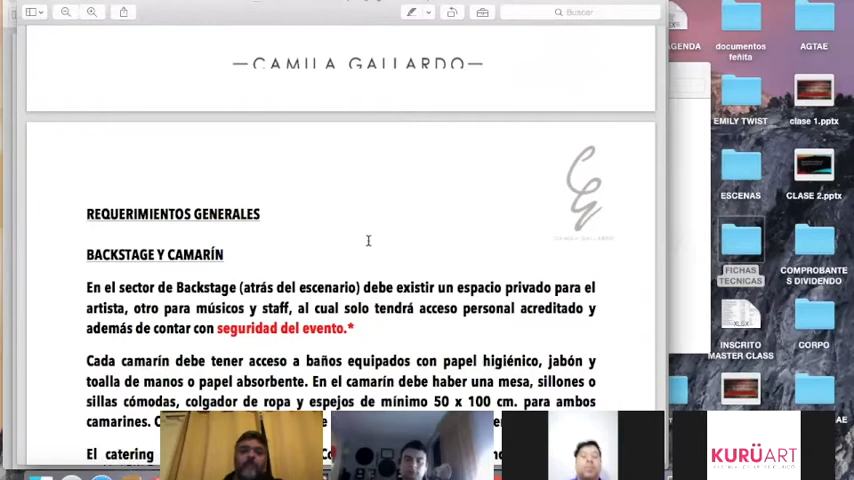 Buscar
—CAMILA GALLARDO—
REQUERIMIENTOS GENERALES
BACKSTAGE Y CAMARÍN
En el sector de Backstage (atrás del escenario) debe existir un espacio privado para el
artista, otro para músicos y staff, al cual solo tendrá acceso personal acreditado y
además de contar con seguridad del evento.*
Cada camarín debe tener acceso a baños equipados con papel higiénico, jabón y
toalla de manos o papel absorbente. En el camarín debe haber una mesa, sillones o
sillas cómodas, colgador de ropa y espejos de mínimo 50 x 100 cm. para ambos
camarines.
El catering
CAMILA GALLARDO
AGENDA
documentos
feñita
AGTAE
EMILY TWIST
clase 1.pptx
ESCENAS
CLASE 2.pptx
FICHAS
TECNICAS
COMPROBANTE
S DIVIDENDO
XLSX
INSCRITO
MASTER CLASS
CORPO
KURÜART